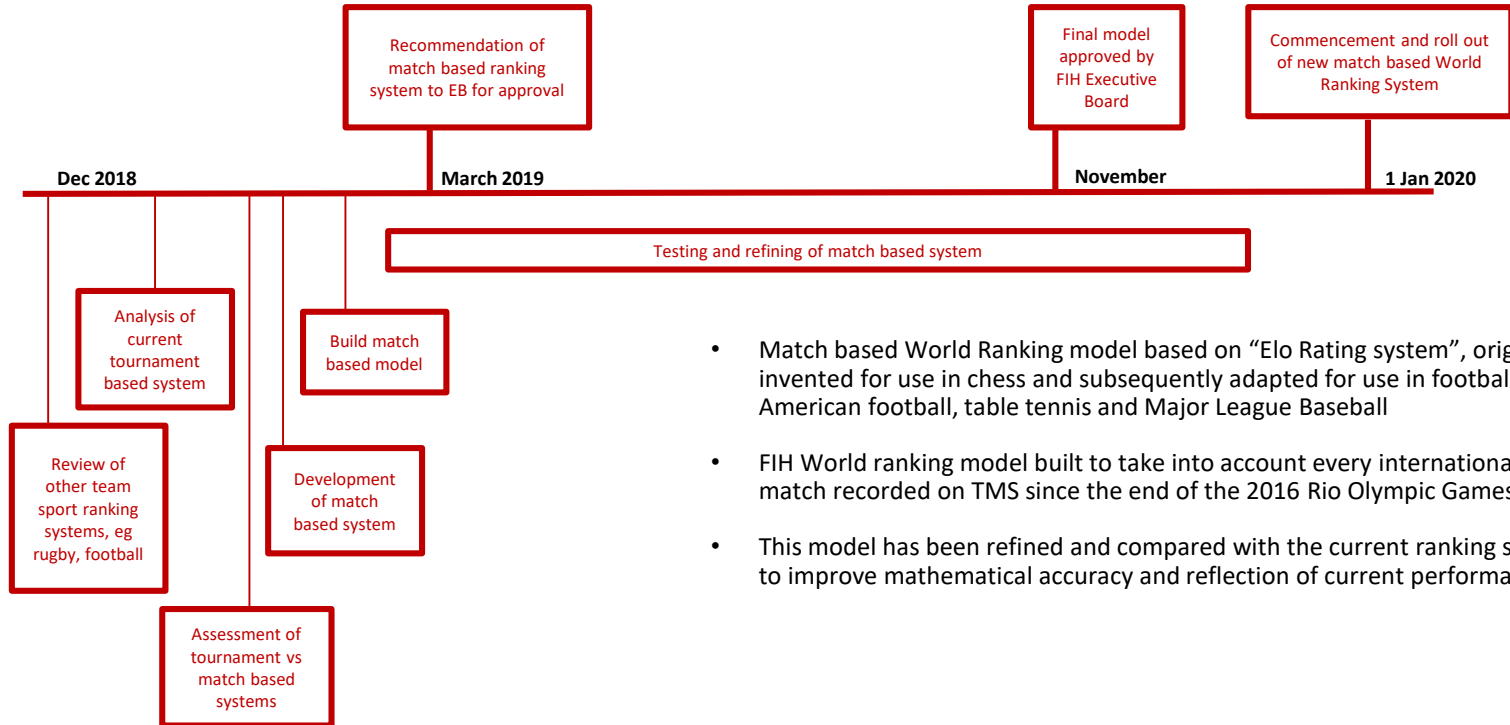 Recommendation of
match based ranking
system to EB for approval
Final model
approved by
FIH Executive
Board
Commencement and roll out
of new match based World
Ranking System
Dec 2018
March 2019
November
1 Jan 2020
Testing and refining of match based system
Analysis of
current
tournament
based system
Build match
based model
Review of
other team
sport ranking
systems, eg
rugby, football
Development
of match
based system
Assessment of
tournament vs
match based
systems
• Match based World Ranking model based on “Elo Rating system”, orig
invented for use in chess and subsequently adapted for use in footbal
American football, table tennis and Major League Baseball
• FIH World ranking model built to take into account every internationa
match recorded on TMS since the end of the 2016 Rio Olympic Games
• This model has been refined and compared with the current ranking s
to improve mathematical accuracy and reflection of current performa